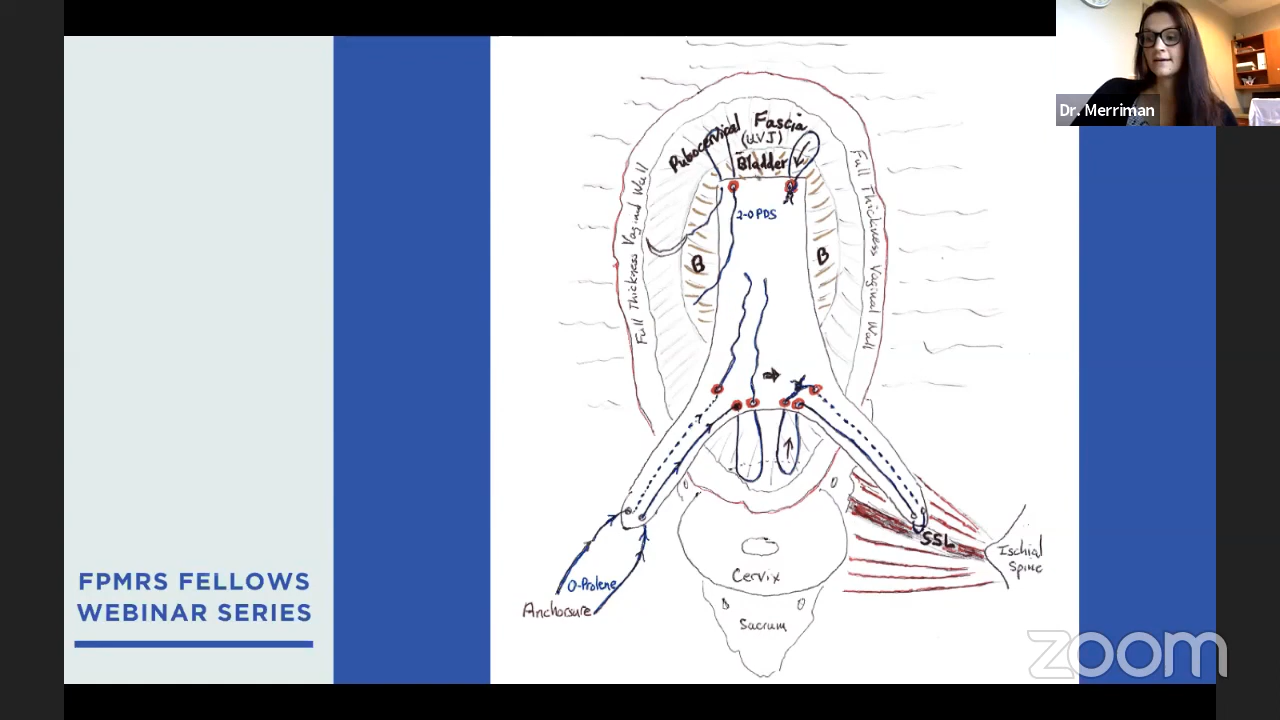 Dr. Merriman
Pubocervical Fascia
(UVJ)
Bladder
Full Thickness Vaginal Wall
Full Thickness Vaginal Wall
2-0 PDS
B
B
SSL
Ischial
Spine
Cervix
O-Prolene
Anchorsure
Sacrum
FPMRS FELLOWS
WEBINAR SERIES
zoom